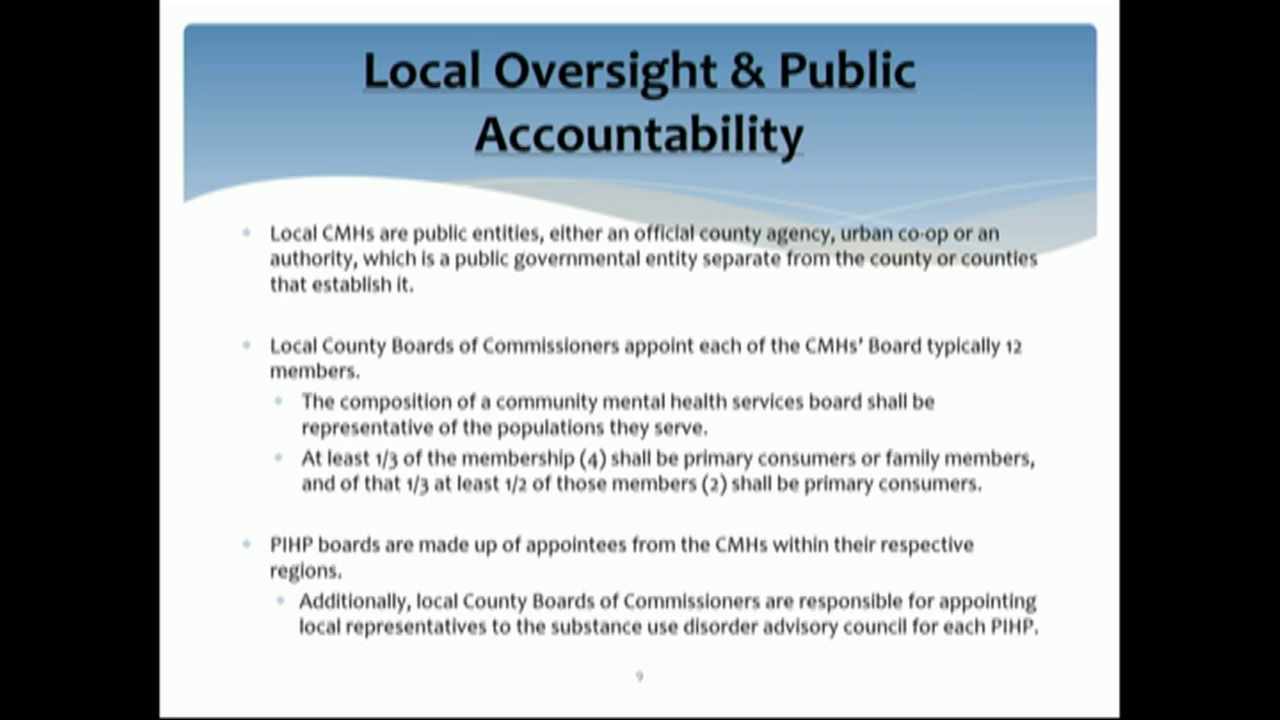 Local Oversight & Public
Accountability
• Local CMHs are public entities, either an official county agency, urban co-op or an
authority, which is a public governmental entity separate from the county or counties
that establish it.
• Local County Boards of Commissioners appoint each of the CMHs' Board typically 12
members.
• The composition of a community mental health services board shall be
representative of the populations they serve.
• At least 1/3 of the membership (4) shall be primary consumers or family members,
and of that 1/3 at least 1/2 of those members (2) shall be primary consumers.
• PIHP boards are made up of appointees from the CMHs within their respective
regions.
• Additionally, local County Boards of Commissioners are responsible for appointing
local representatives to the substance use disorder advisory council for each PIHP.
9